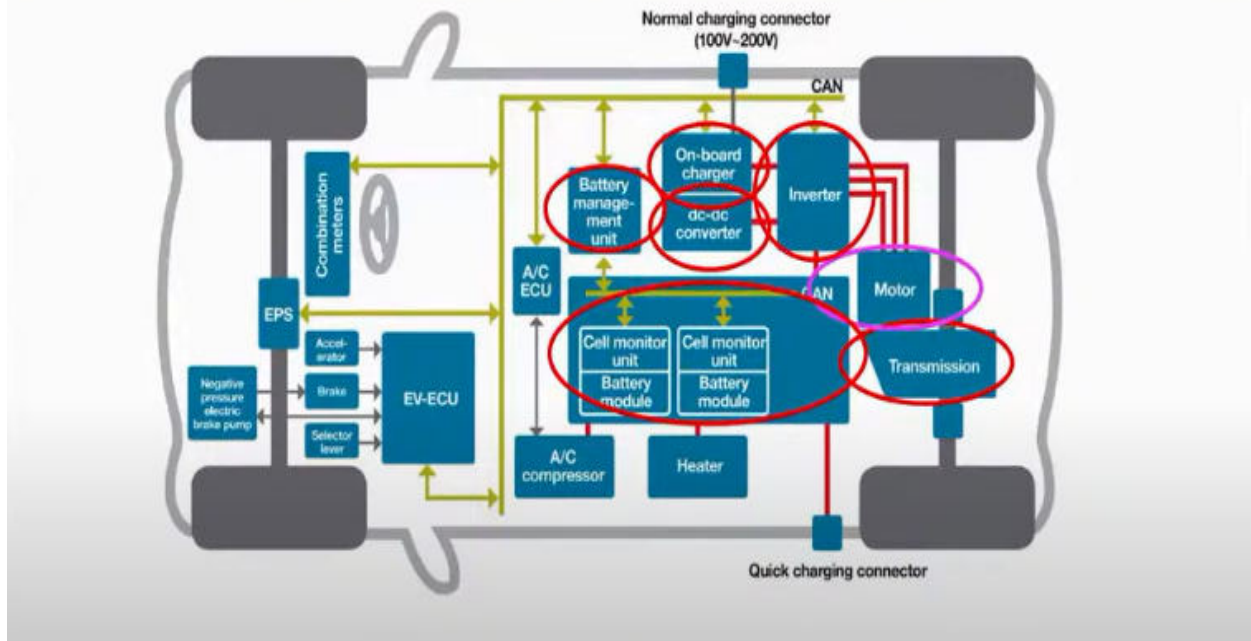 Normal charging connector
(100V~200V)
CAN
Combination
meters
EPS
Accel-
erator
Brake
Selector
lever
Negative
pressure
electric
brake pump
EV-ECU
A/C
ECU
Battery
manage-
ment
unit
On-board
charger
dc-dc
converter
Inverter
Motor
Transmission
CAN
Cell monitor
unit
Battery
module
Cell monitor
unit
Battery
module
A/C
compressor
Heater
Quick charging connector